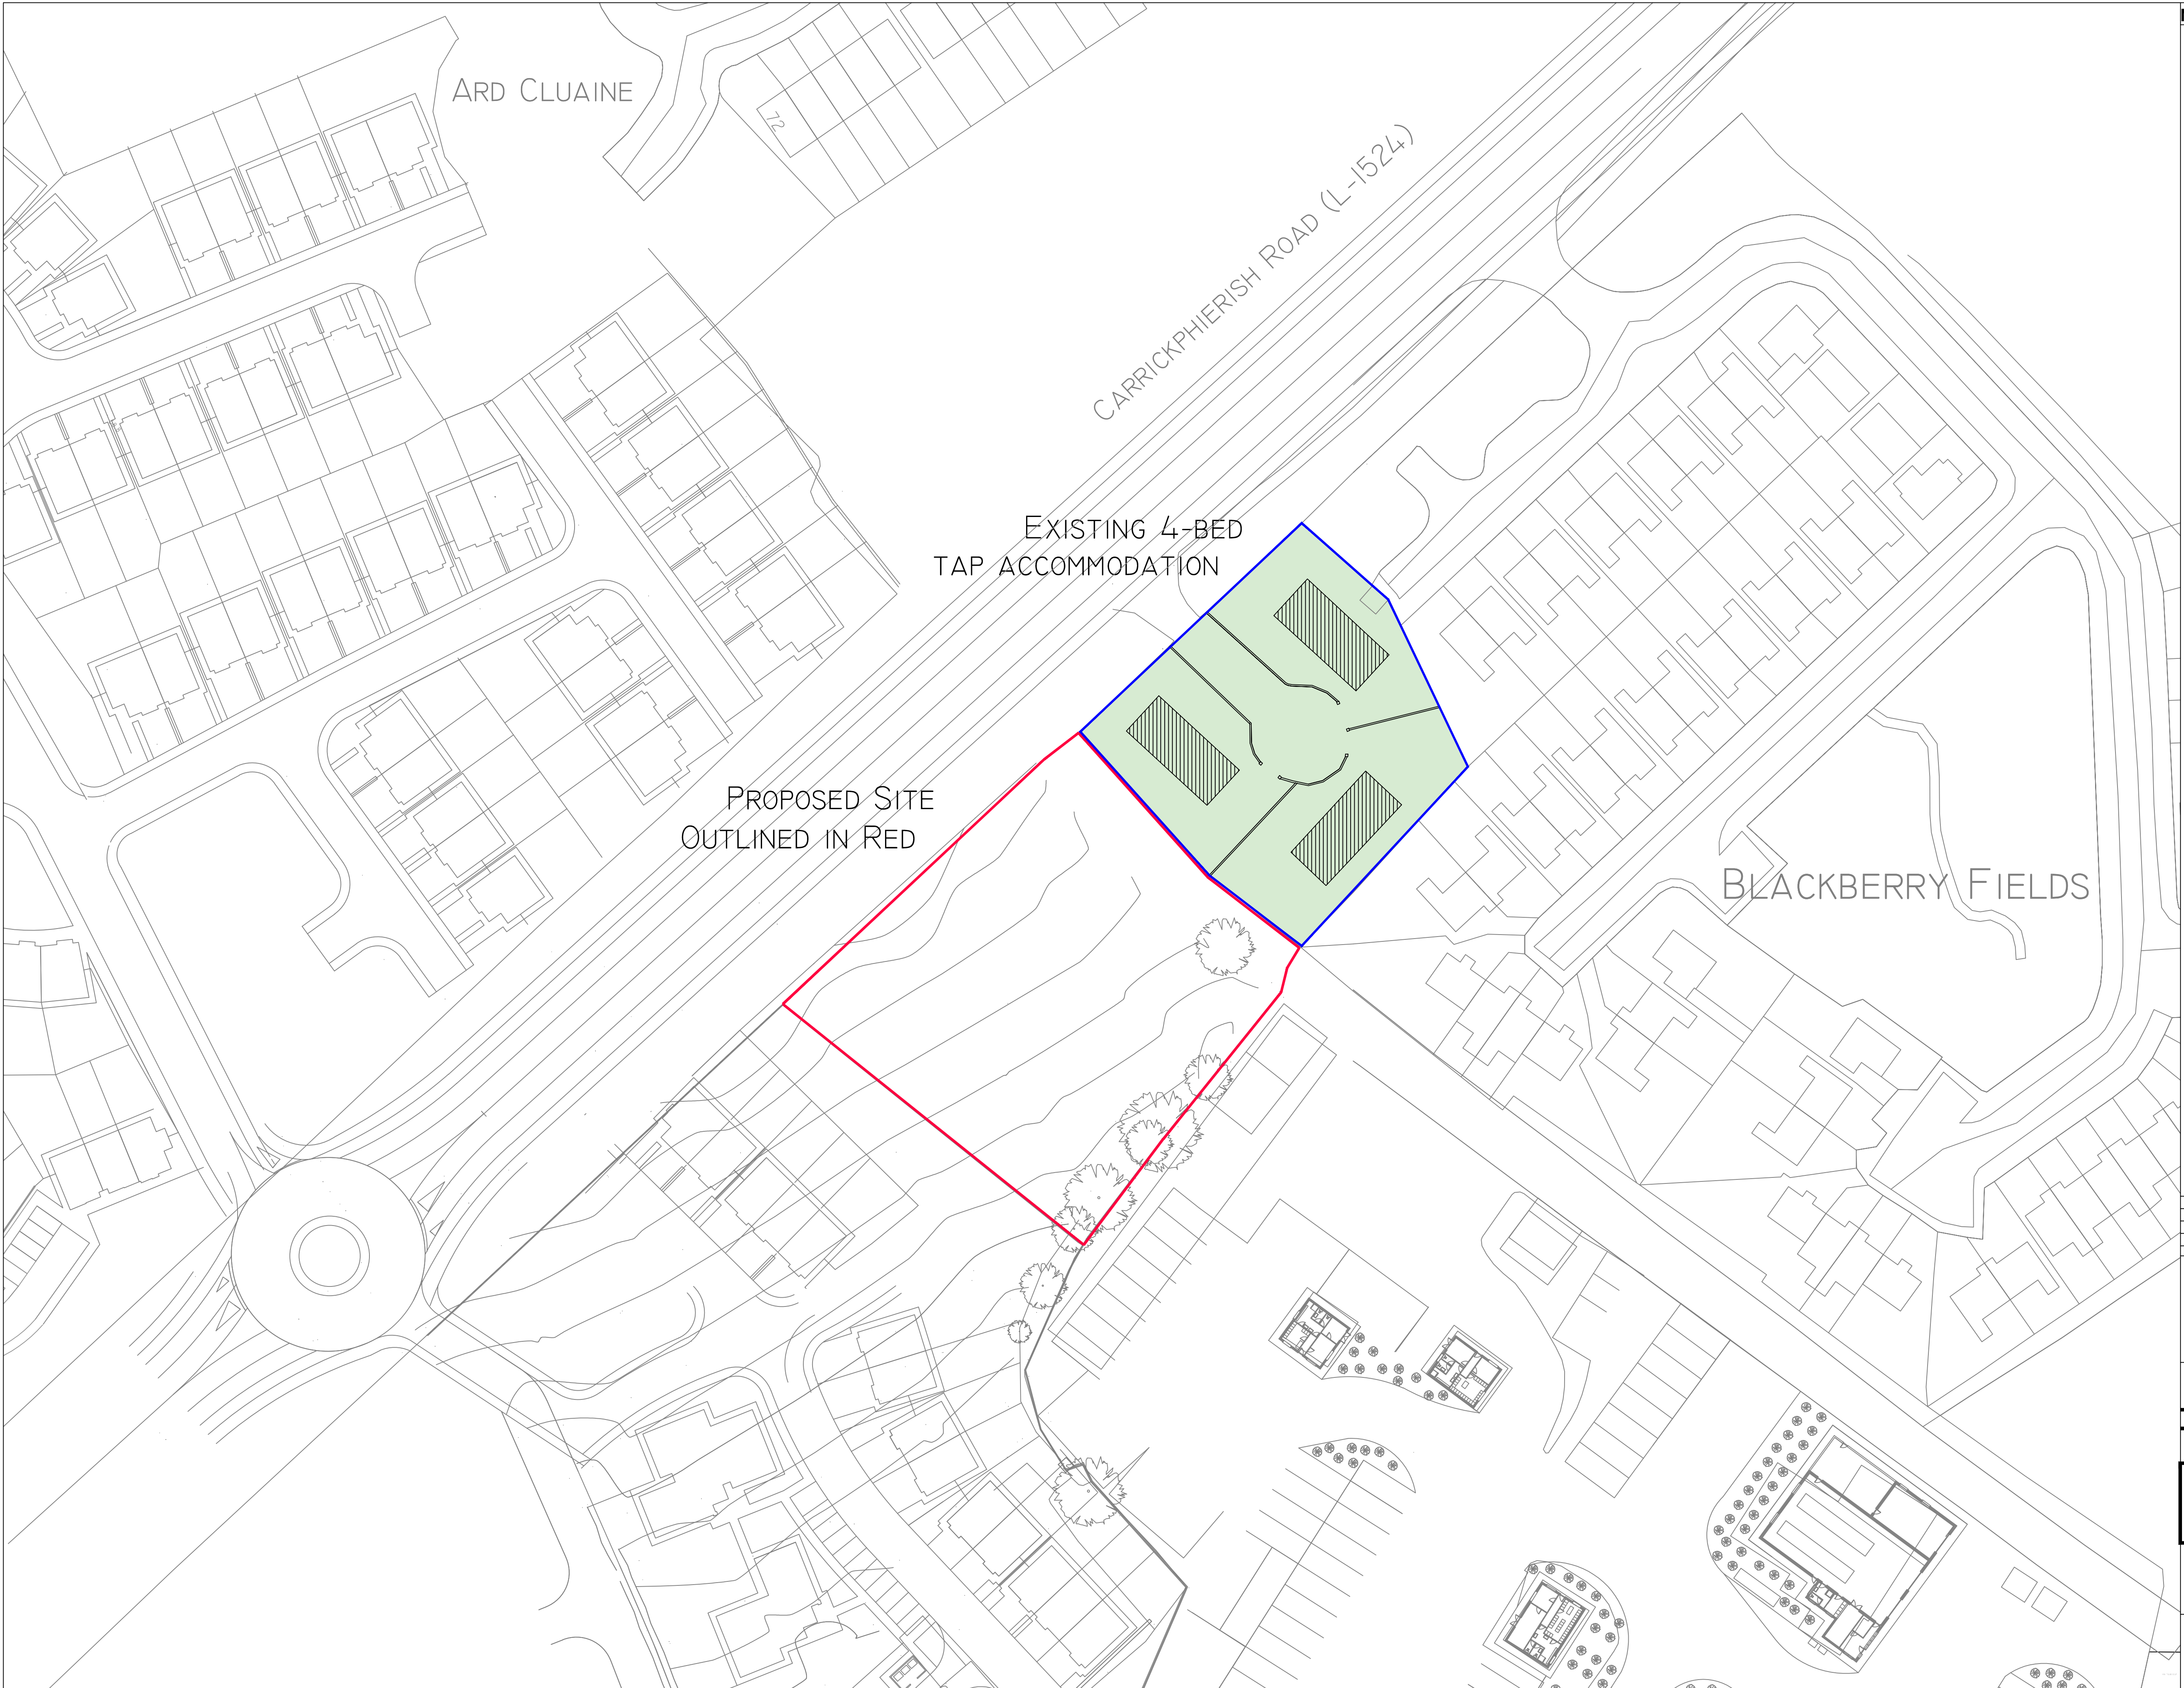 ARD CLUAINE
72
CARRICKPHIERISH ROAD (L-1524)
EXISTING 4-BED
TAP ACCOMMODATION
PROPOSED SITE
OUTLINED IN RED
BLACKBERRY FIELDS